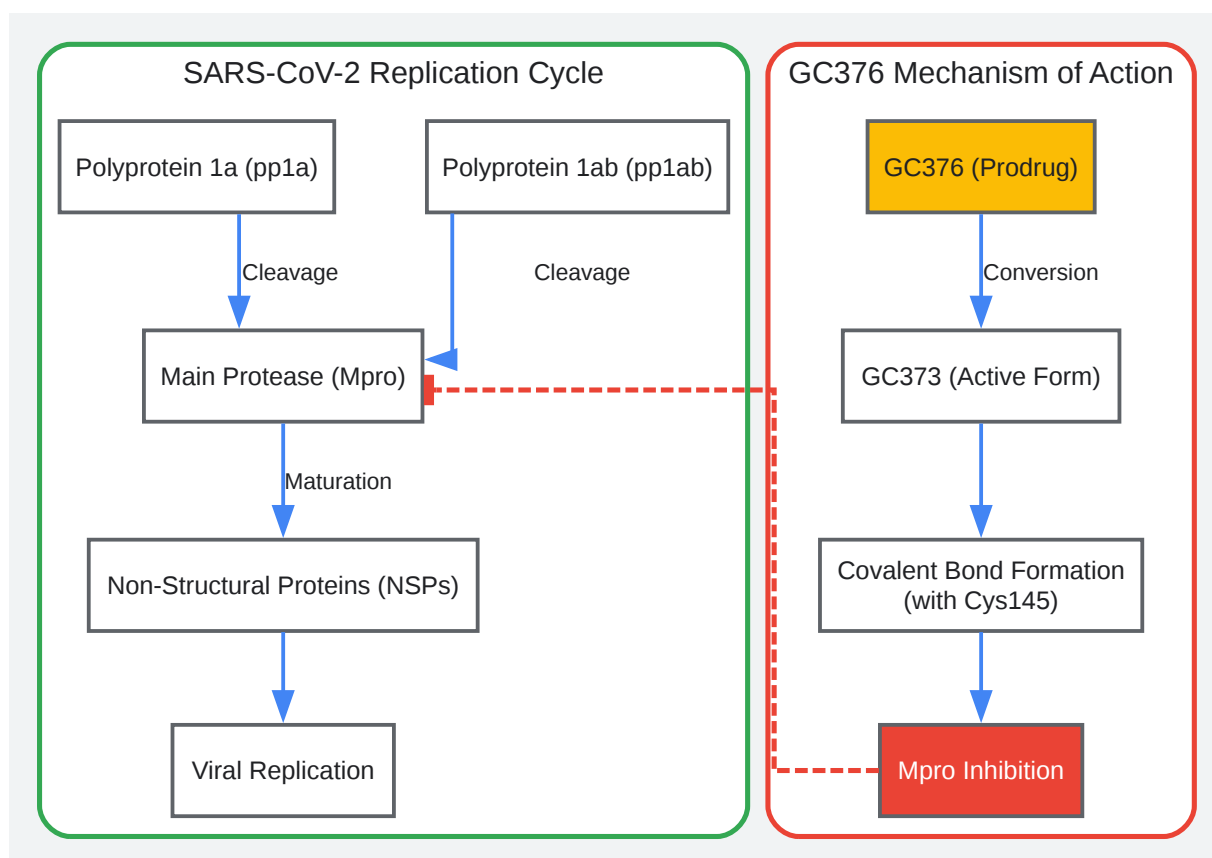 SARS-CoV-2 Replication Cycle
Polyprotein 1a (pp1a)
Polyprotein 1ab (pp1ab)
Cleavage
Cleavage
Main Protease (Mpro)
Maturation
Non-Structural Proteins (NSPs)
Viral Replication
GC376 Mechanism of Action
GC376 (Prodrug)
Conversion
GC373 (Active Form)
Covalent Bond Formation
(with Cys145)
Mpro Inhibition